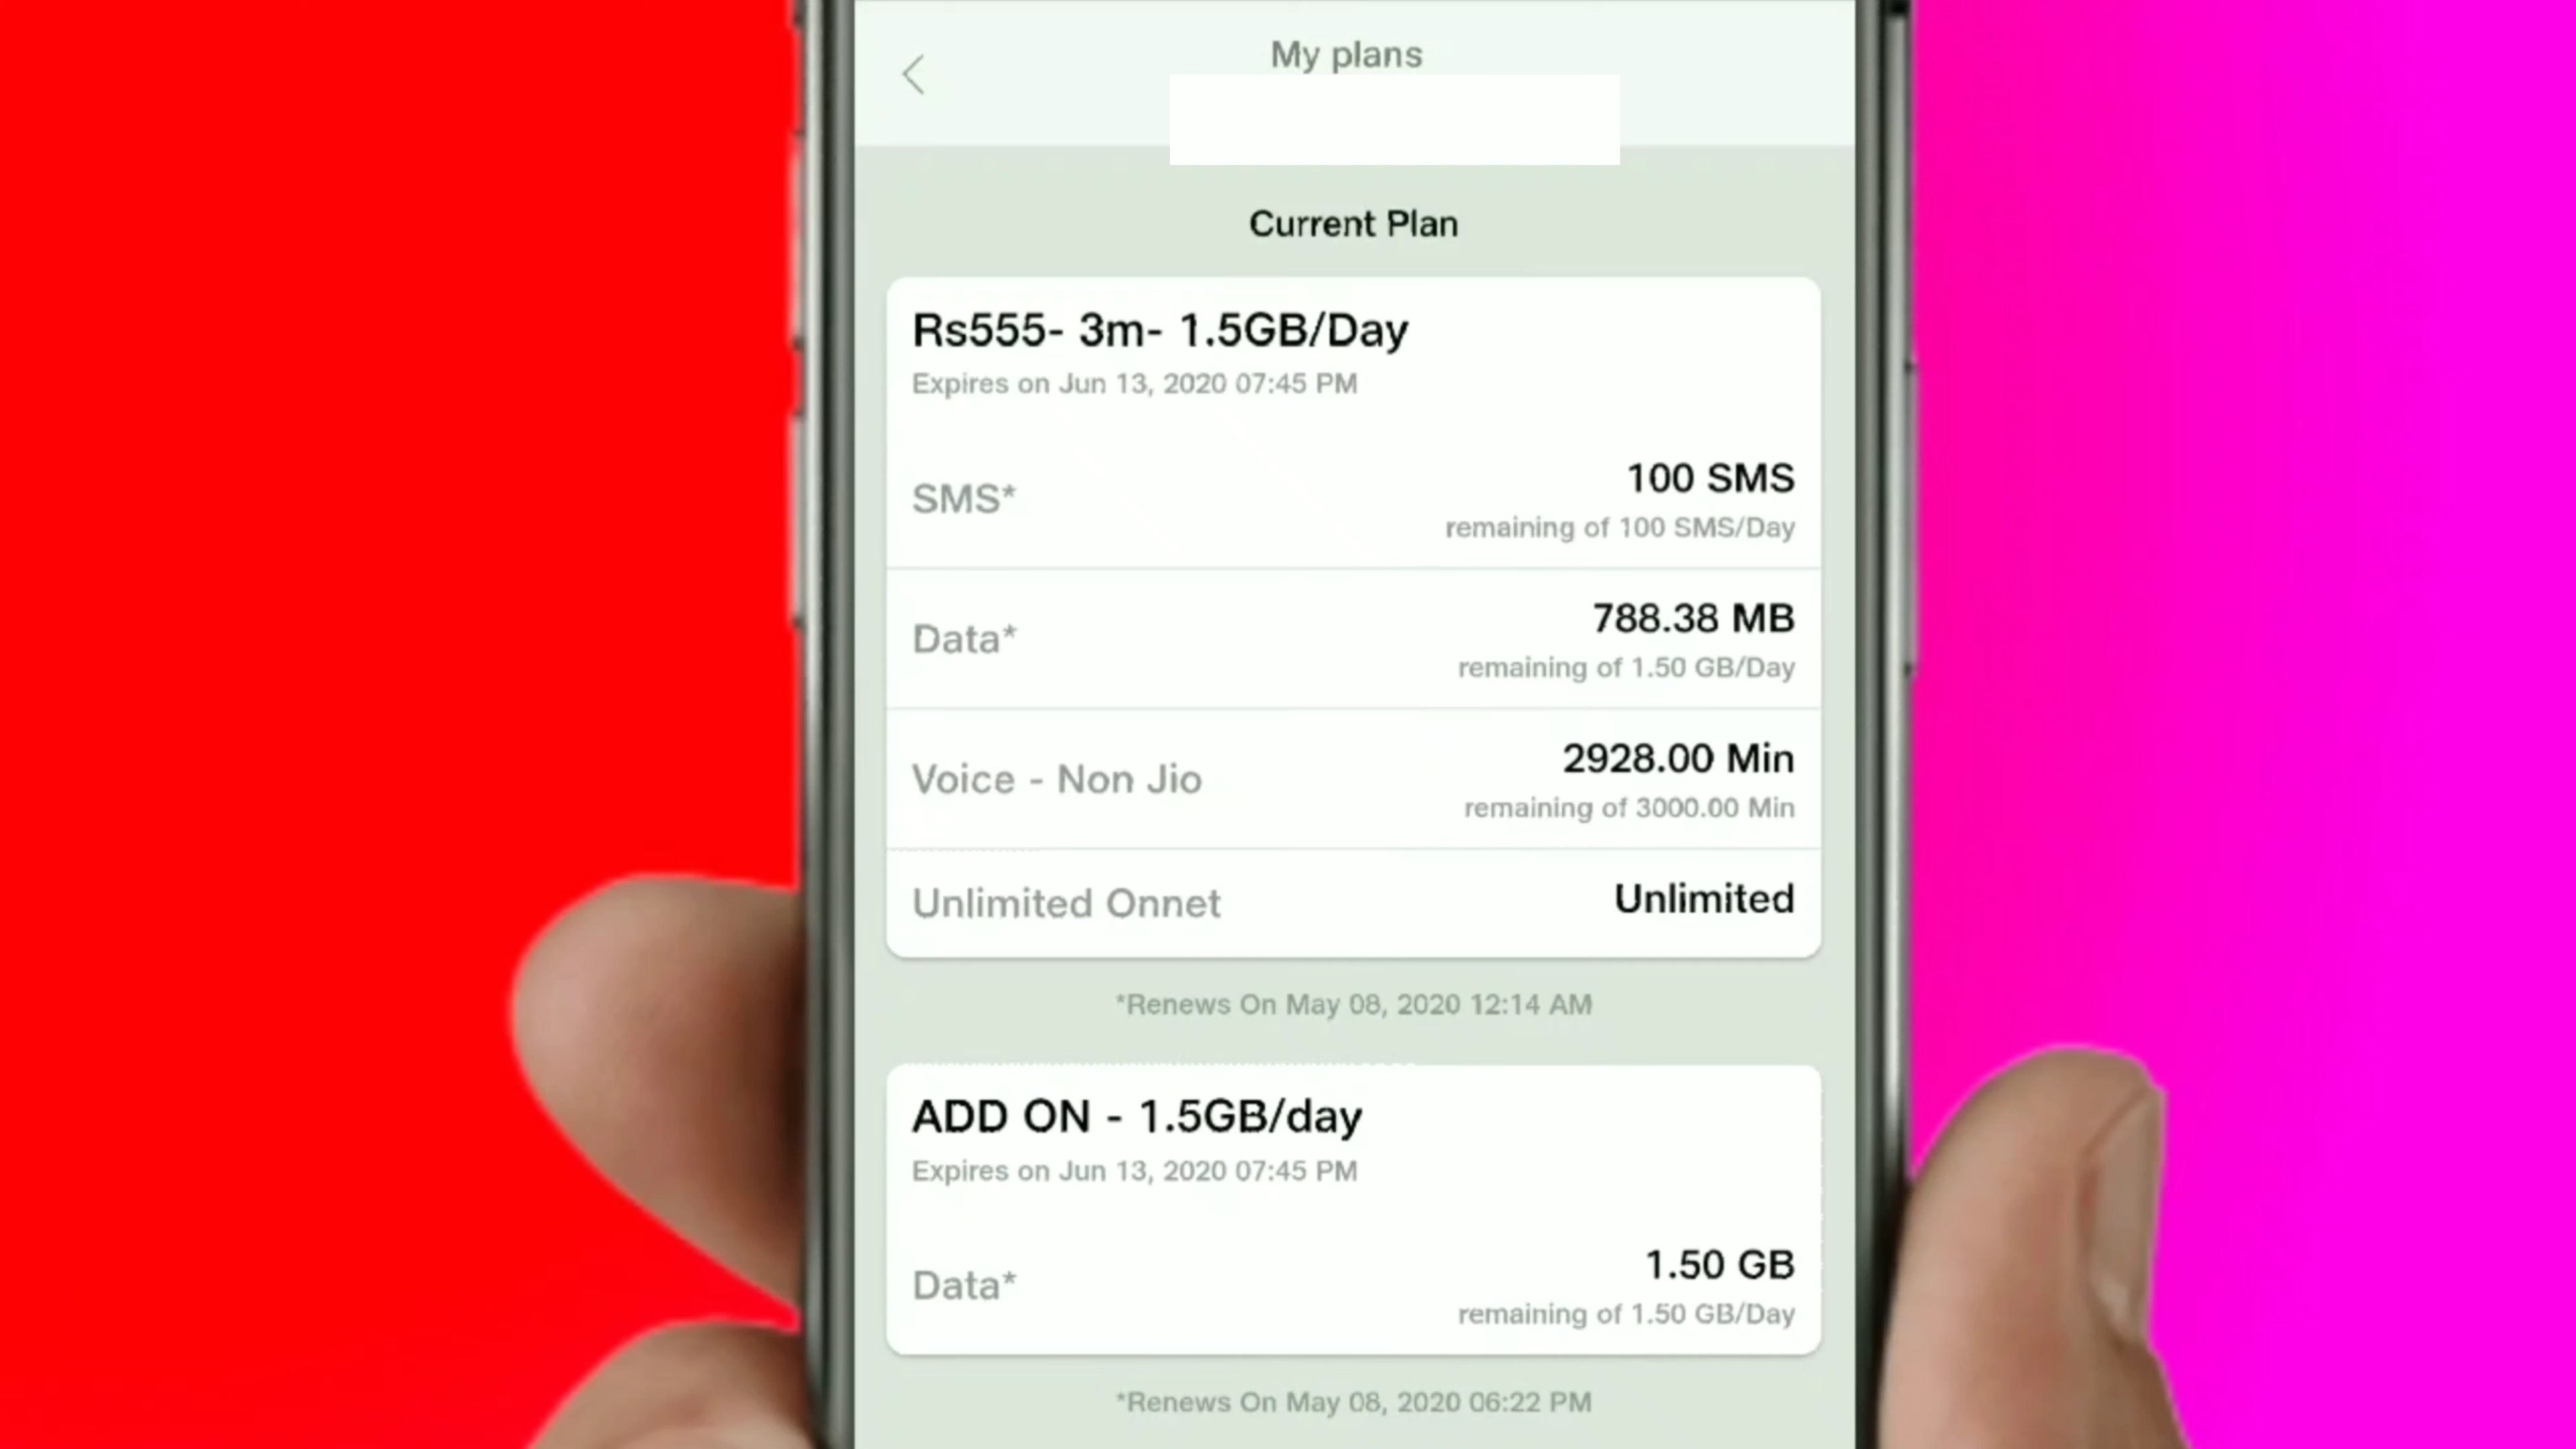 My plans
Current Plan
Rs555- 3m- 1.5GB/Day
Expires on Jun 13, 2020 07:45 PM
SMS*
100 SMS
remaining of 100 SMS/Day
Data*
788.38 MB
remaining of 1.50 GB/Day
Voice - Non Jio
2928.00 Min
remaining of 3000.00 Min
Unlimited Onnet
Unlimited
*Renews On May 08, 2020 12:14 AM
ADD ON - 1.5GB/day
Expires on Jun 13, 2020 07:45 PM
Data*
1.50 GB
remaining of 1.50 GB/Day
*Renews On May 08, 2020 06:22 PM